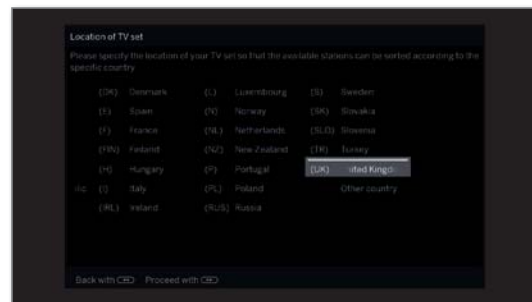 Location of TV set
Please specify the location of your TV set so that the available stations can be sorted according to the
specific country
(DK) Denmark (L) Luxembourg (S) Sweden
(E) Spain (N) Norway (SK) Slovakia
(F) France (NL) Netherlands (SLO) Slovenia
(FIN) Finland (NZ) New Zealand (TR) Turkey
(H) Hungary (P) Portugal (UK) ited Kingd
(I) Italy (PL) Poland Other country
(IRL) Ireland (RUS) Russia
Back with Proceed with